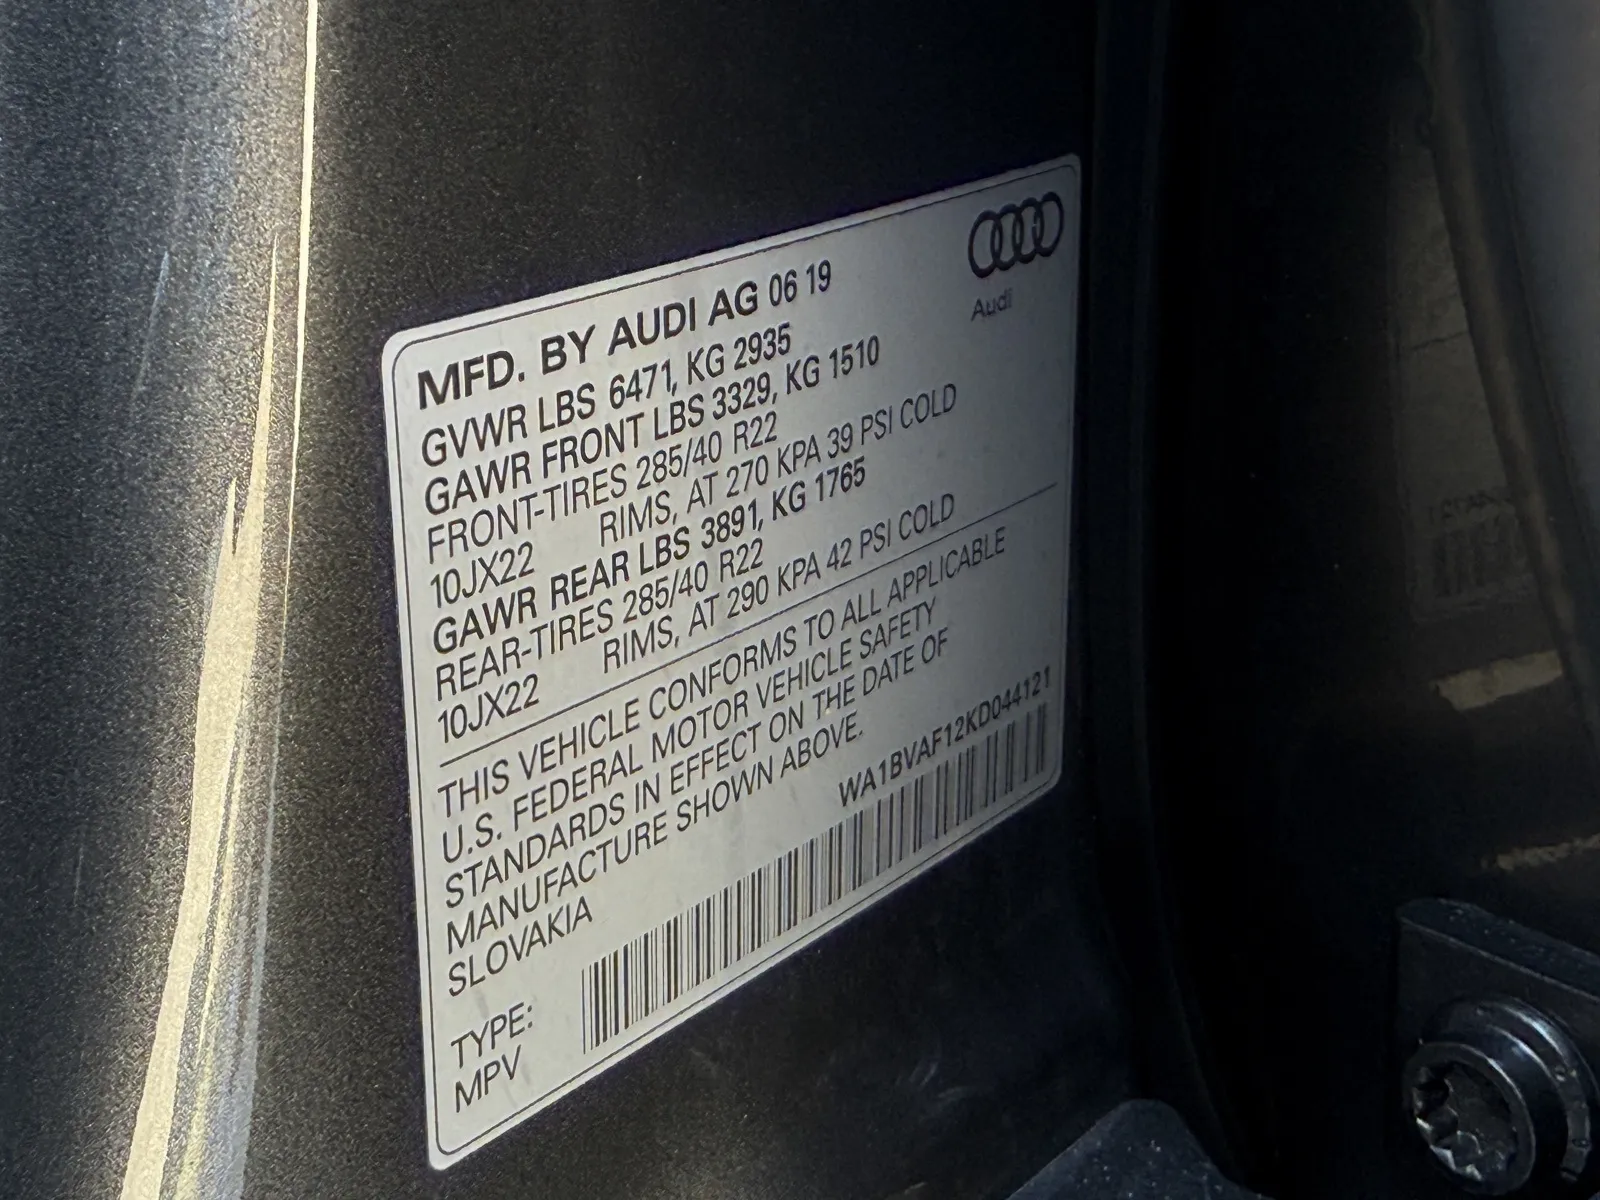 Audi
MFD. BY AUDI AG 06 19
GVWR LBS 6471, KG 2935
GAWR FRONT LBS 3329, KG 1510
FRONT-TIRES 285/40 R22
10JX22 RIMS, AT 270 KPA 39 PSI COLD
GAWR REAR LBS 3891, KG 1765
REAR-TIRES 285/40 R22
10JX22 RIMS, AT 290 KPA 42 PSI COLD
THIS VEHICLE CONFORMS TO ALL APPLICABLE
U.S. FEDERAL MOTOR VEHICLE SAFETY
STANDARDS IN EFFECT ON THE DATE OF
MANUFACTURE SHOWN ABOVE.
SLOVAKIA
WA1BVAF12KD044121
TYPE:
MPV